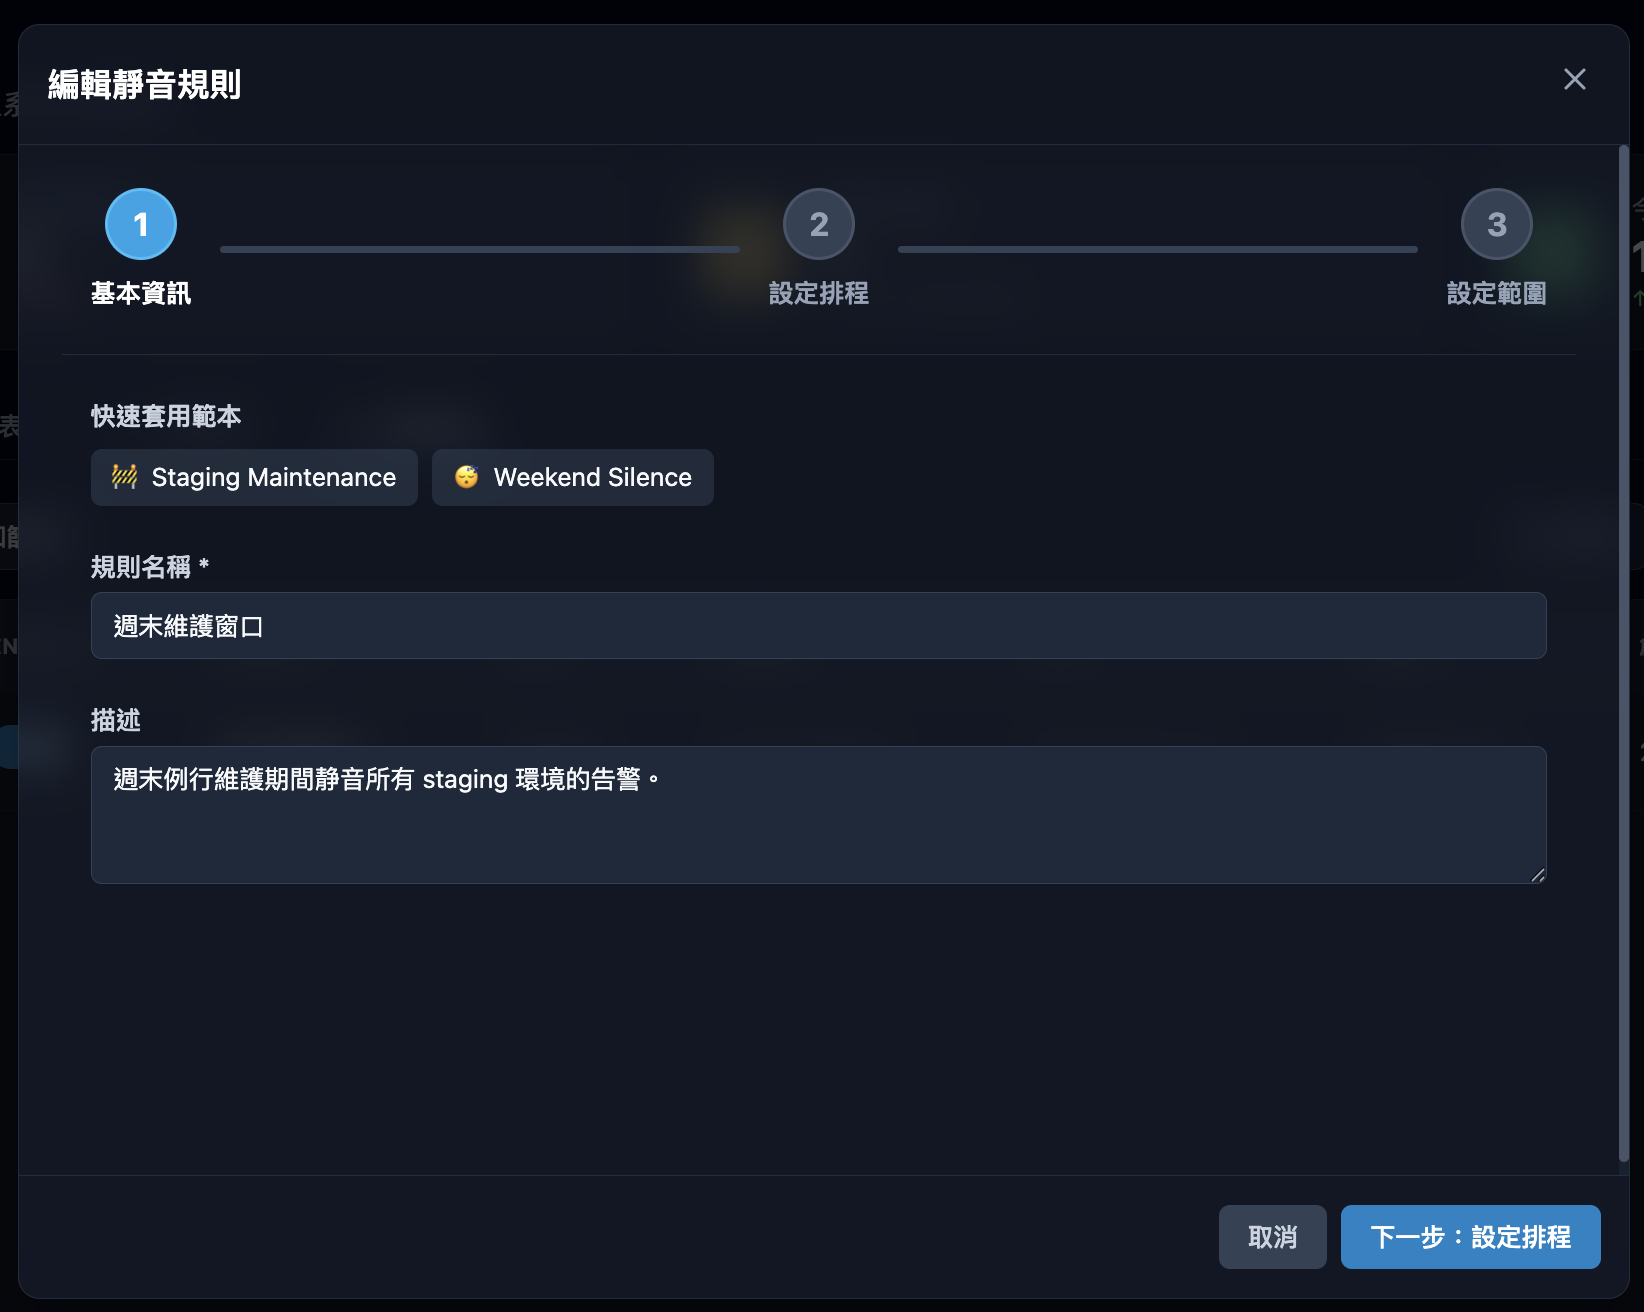 編輯靜音規則
1
2
3
基本資訊
設定排程
設定範圍
快速套用範本
🚧 Staging Maintenance
😴 Weekend Silence
規則名稱 *
週末維護窗口
描述
週末例行維護期間靜音所有 staging 環境的告警。
取消
下一步：設定排程